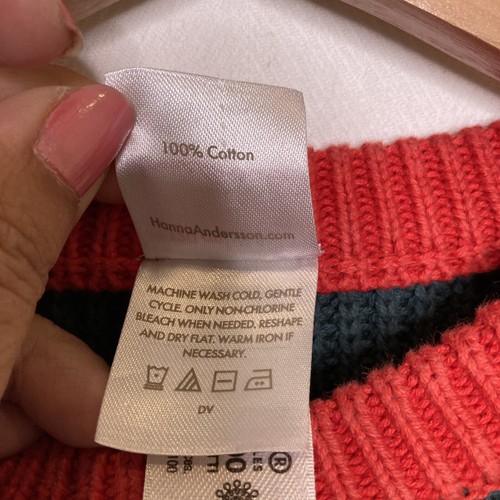 100% Cotton
HannaAndersson.com
MACHINE WASH COLD, GENTLE
CYCLE. ONLY NON-CHLORINE
BLEACH WHEN NEEDED. RESHAPE
AND DRY FLAT. WARM IRON IF
NECESSARY.
DV
®